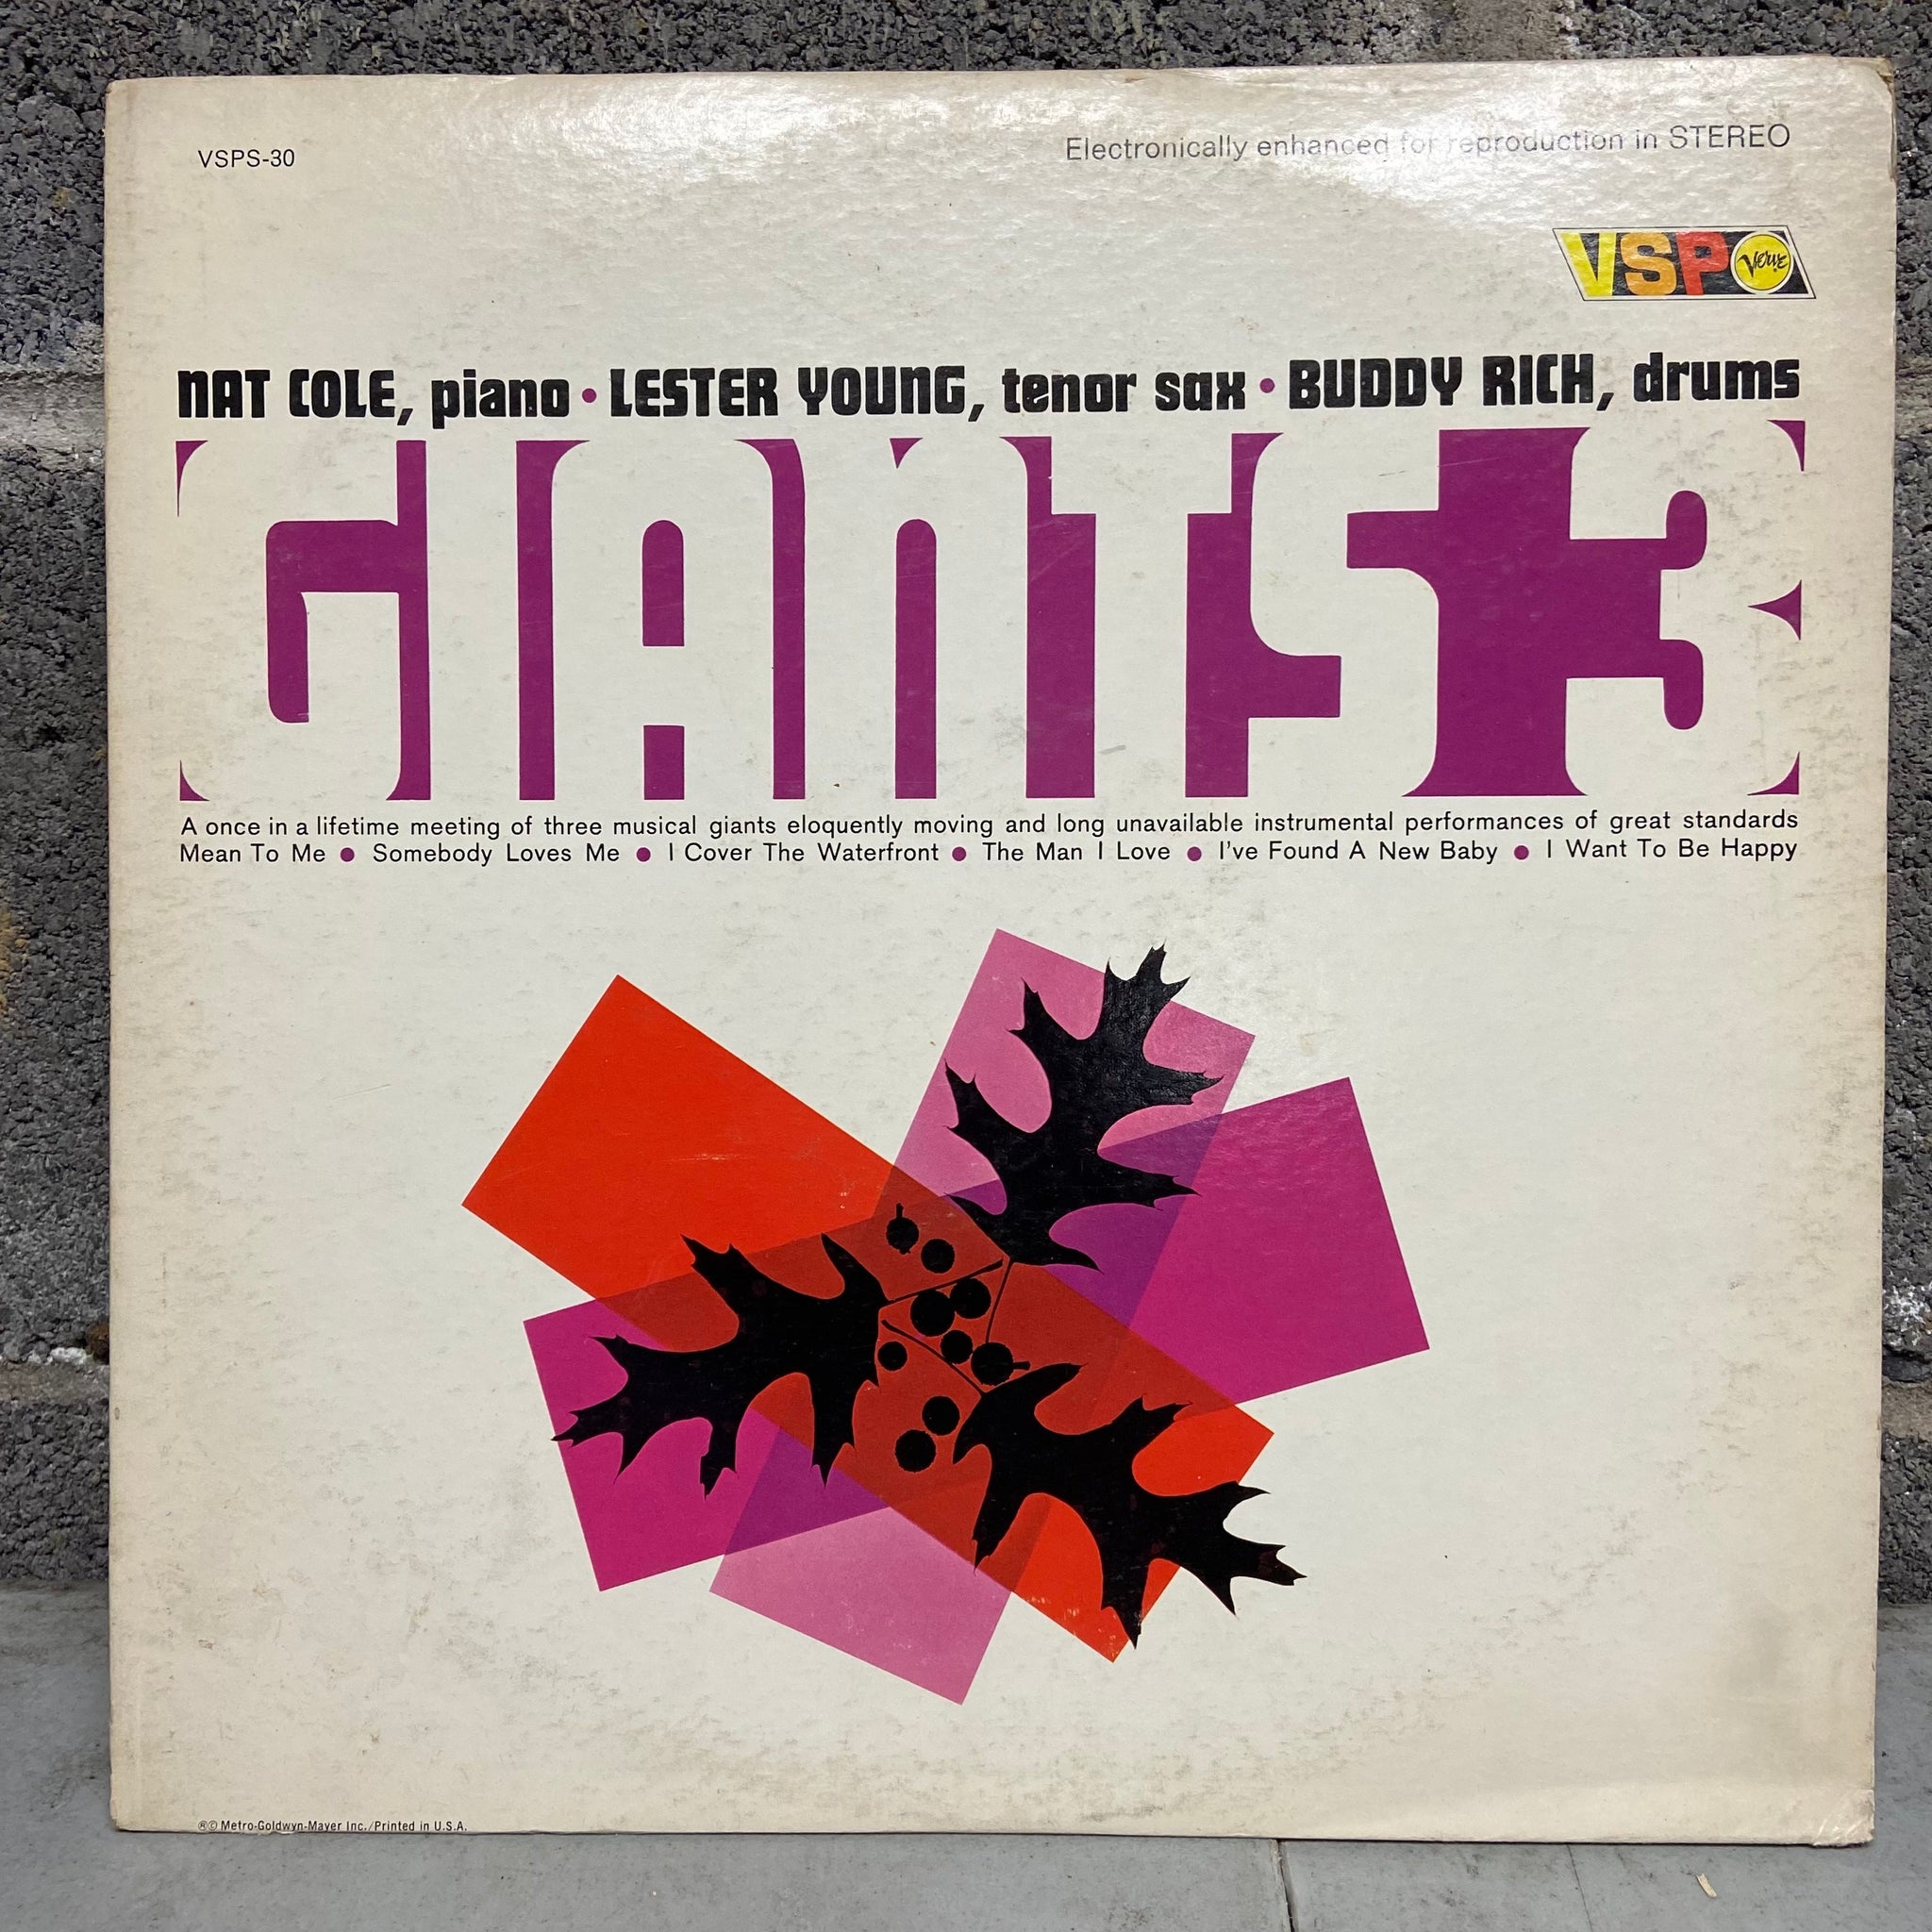 VSPS-30
Electronically enhanced for reproduction in STEREO
VSP Verve
NAT COLE, piano • LESTER YOUNG, tenor sax • BUDDY RICH, drums
GIANTS 3
A once in a lifetime meeting of three musical giants eloquently moving and long unavailable instrumental performances of great standards
Mean To Me ● Somebody Loves Me ● I Cover The Waterfront ● The Man I Love ● I've Found A New Baby ● I Want To Be Happy
®© Metro-Goldwyn-Mayer Inc./Printed in U.S.A.